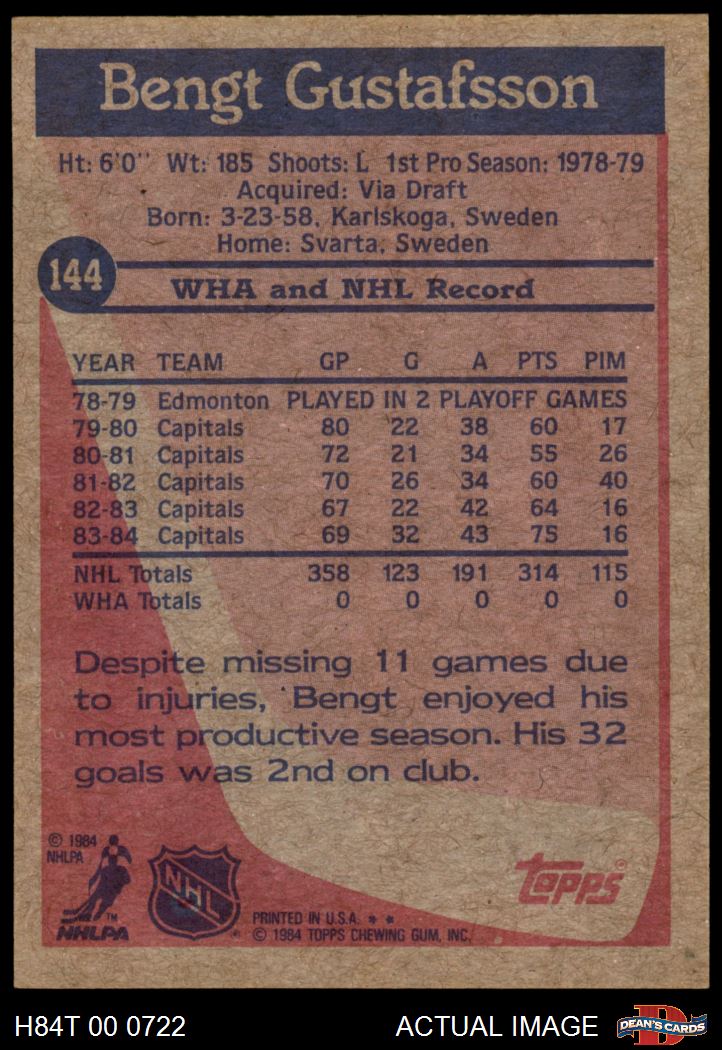 Bengt Gustafsson
Ht: 6'0" Wt: 185 Shoots: L 1st Pro Season: 1978-79
Acquired: Via Draft
Born: 3-23-58, Karlskoga, Sweden
Home: Svarta, Sweden
144
WHA and NHL Record
YEAR TEAM GP G A PTS PIM
78-79 Edmonton PLAYED IN 2 PLAYOFF GAMES
79-80 Capitals 80 22 38 60 17
80-81 Capitals 72 21 34 55 26
81-82 Capitals 70 26 34 60 40
82-83 Capitals 67 22 42 64 16
83-84 Capitals 69 32 43 75 16
NHL Totals 358 123 191 314 115
WHA Totals 0 0 0 0 0
Despite missing 11 games due
to injuries, Bengt enjoyed his
most productive season. His 32
goals was 2nd on club.
© 1984
NHLPA
TM
NHLPA
NHL
®
PRINTED IN U.S.A. * *
© 1984 TOPPS CHEWING GUM, INC.
topps®
H84T 00 0722
ACTUAL IMAGE
D
DEAN'S CARDS